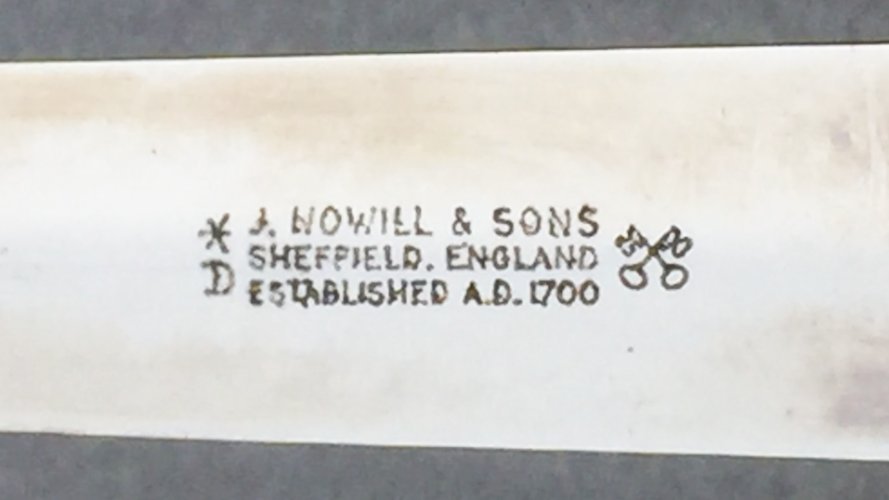 J. NOWILL & SONS
SHEFFIELD. ENGLAND
ESTABLISHED A.D. 1700
D